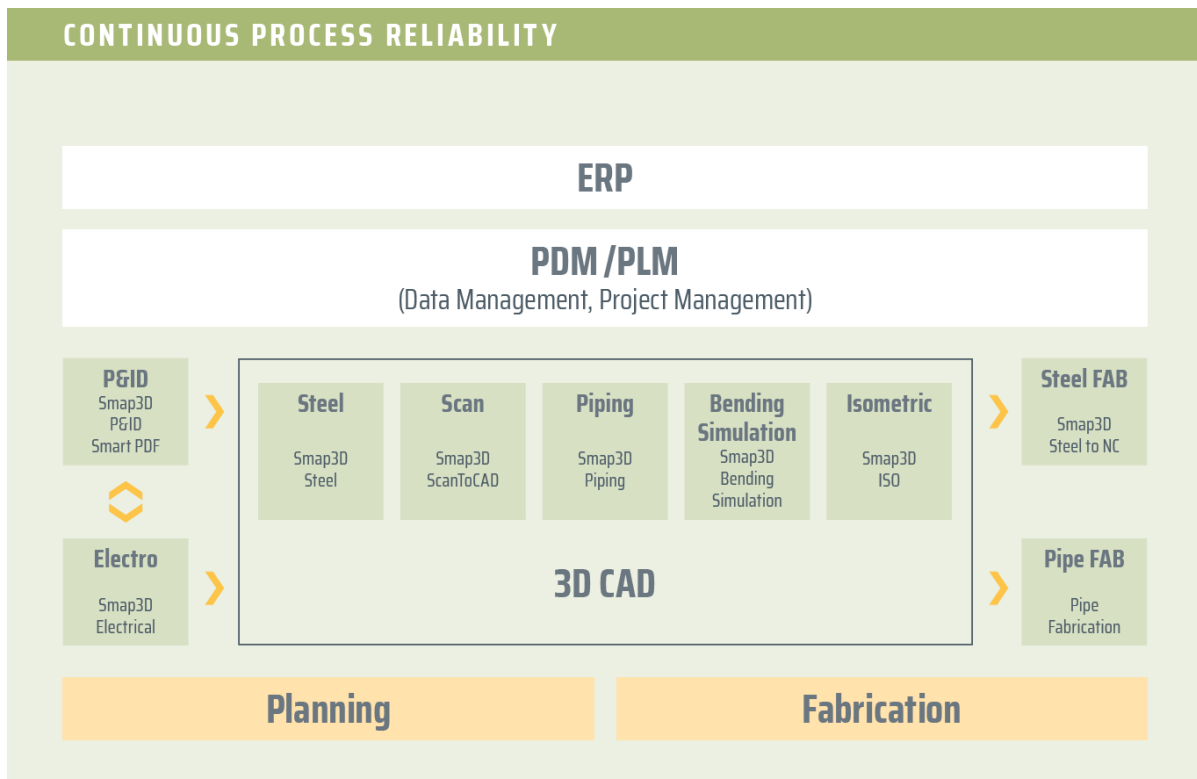 CONTINUOUS PROCESS RELIABILITY
ERP
PDM /PLM
(Data Management, Project Management)
P&ID
Smap3D
P&ID
Smart PDF
Electro
Smap3D
Electrical
Steel
Smap3D
Steel
Scan
Smap3D
ScanToCAD
Piping
Smap3D
Piping
Bending
Simulation
Smap3D
Bending
Simulation
Isometric
Smap3D
ISO
3D CAD
Steel FAB
Smap3D
Steel to NC
Pipe FAB
Pipe
Fabrication
Planning
Fabrication